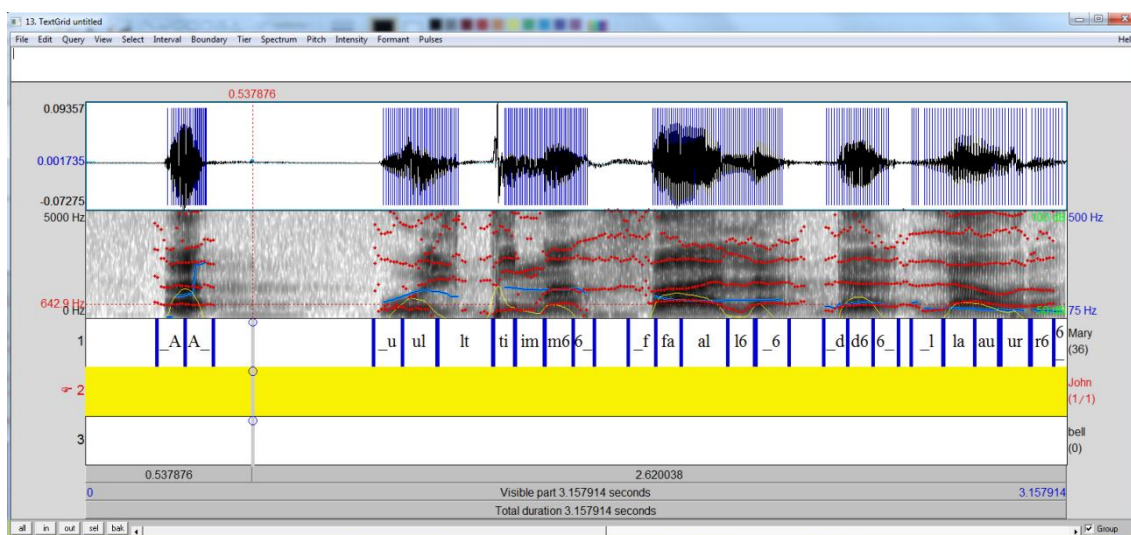 13. TextGrid untitled
File Edit Query View Select Interval Boundary Tier Spectrum Pitch Intensity Formant Pulses Hel
0.537876
0.09357
0.001735
-0.07275
5000 Hz 500 Hz
642.9 Hz
0 Hz 75 Hz
1 _A A_ _u ul lt ti im m6 6_ _f fa al l6 _6 _d d6 6_ _l la au ur r6 6_ Mary
(36)
2 John
(1/1)
3 bell
(0)
0.537876 2.620038
0 Visible part 3.157914 seconds 3.157914
Total duration 3.157914 seconds
all in out sel bak Group